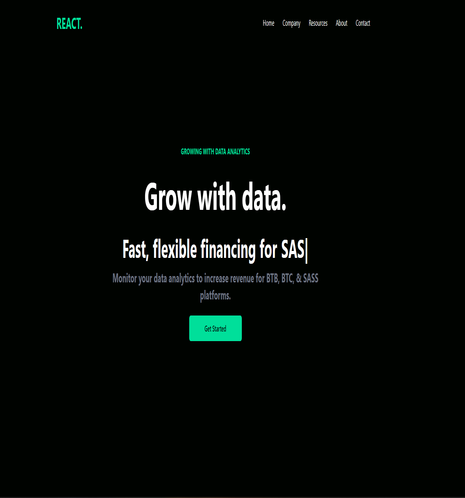 REACT.
Home Company Resources About Contact
GROWING WITH DATA ANALYTICS
Grow with data.
Fast, flexible financing for SAS|
Monitor your data analytics to increase revenue for BTB, BTC, & SASS
platforms.
Get Started